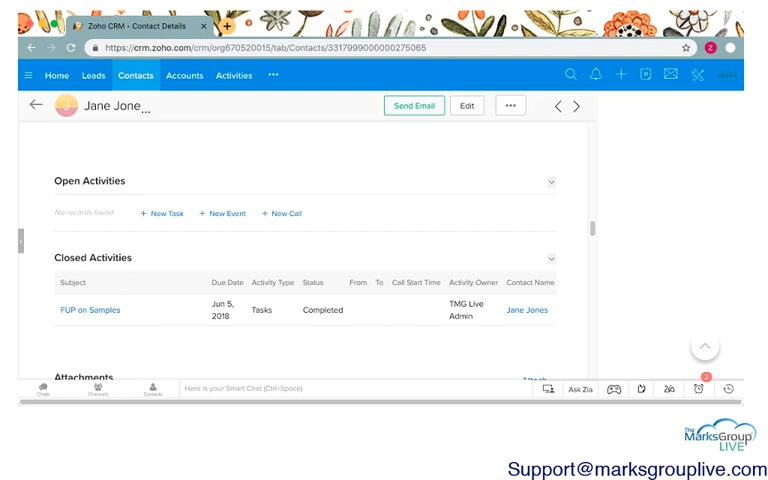 Zoho CRM - Contact Details
https://crm.zoho.com/crm/org670520015/tab/Contacts/3317999000000275065
Z
Home Leads Contacts Accounts Activities
J Jane Jone... Send Email Edit
Open Activities
No records found + New Task + New Event + New Call
Closed Activities
Subject Due Date Activity Type Status From To Call Start Time Activity Owner Contact Name
FUP on Samples Jun 5, 2018 Tasks Completed TMG Live Admin Jane Jones
Attachments Attach
2
Chats Channels Contacts Here is your Smart Chat (Ctrl+Space) Ask Zia
The MarksGroup
LIVE
Support@marksgrouplive.com